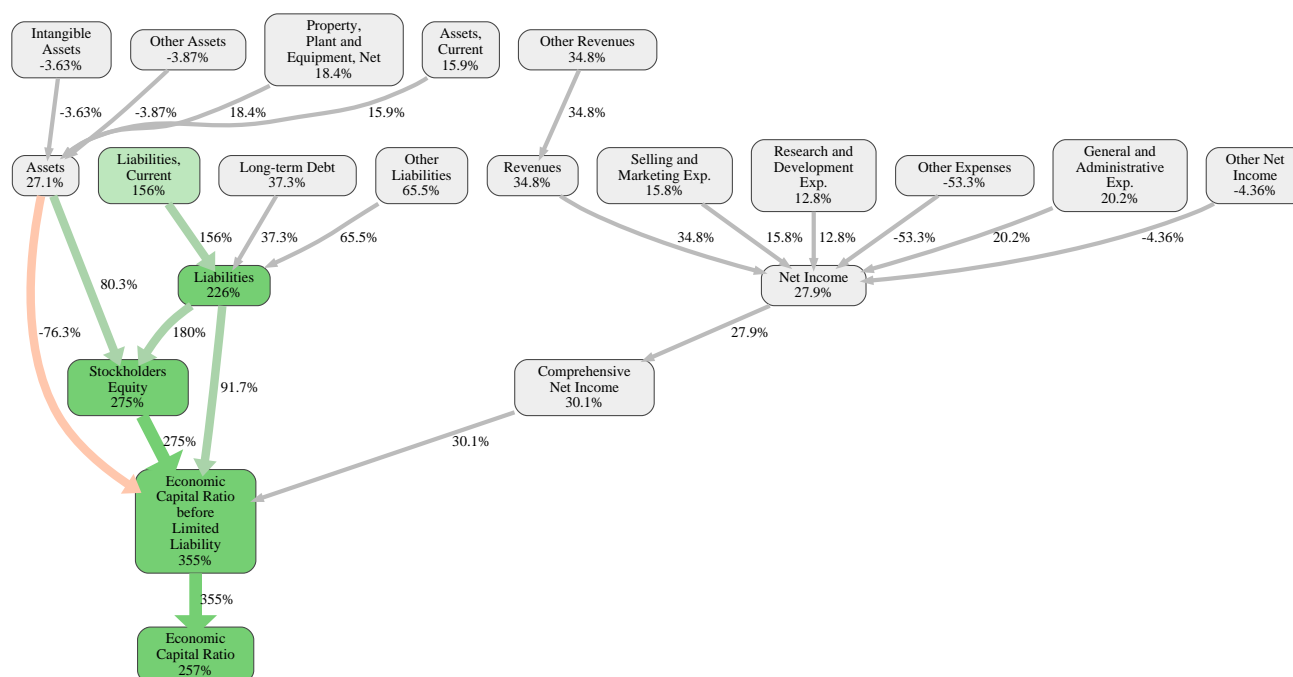 Intangible
Assets
-3.63%
Other Assets
-3.87%
Property,
Plant and
Equipment, Net
18.4%
Assets,
Current
15.9%
Other Revenues
34.8%
-3.63%
-3.87%
18.4%
15.9%
34.8%
Assets
27.1%
Liabilities,
Current
156%
Long-term Debt
37.3%
Other
Liabilities
65.5%
Revenues
34.8%
Selling and
Marketing Exp.
15.8%
Research and
Development
Exp.
12.8%
Other Expenses
-53.3%
General and
Administrative
Exp.
20.2%
Other Net
Income
-4.36%
156%
37.3%
65.5%
34.8%
15.8%
12.8%
-53.3%
20.2%
-4.36%
80.3%
Liabilities
226%
Net Income
27.9%
-76.3%
180%
27.9%
Stockholders
Equity
275%
91.7%
Comprehensive
Net Income
30.1%
275%
30.1%
Economic
Capital Ratio
before
Limited
Liability
355%
355%
Economic
Capital Ratio
257%